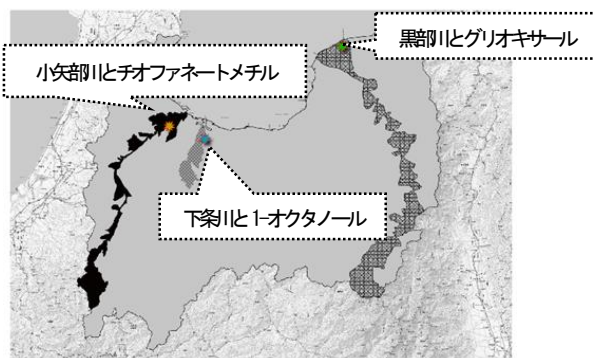 黒部川とグリオキサール
小矢部川とチオファネートメチル
下条川と1-オクタノール